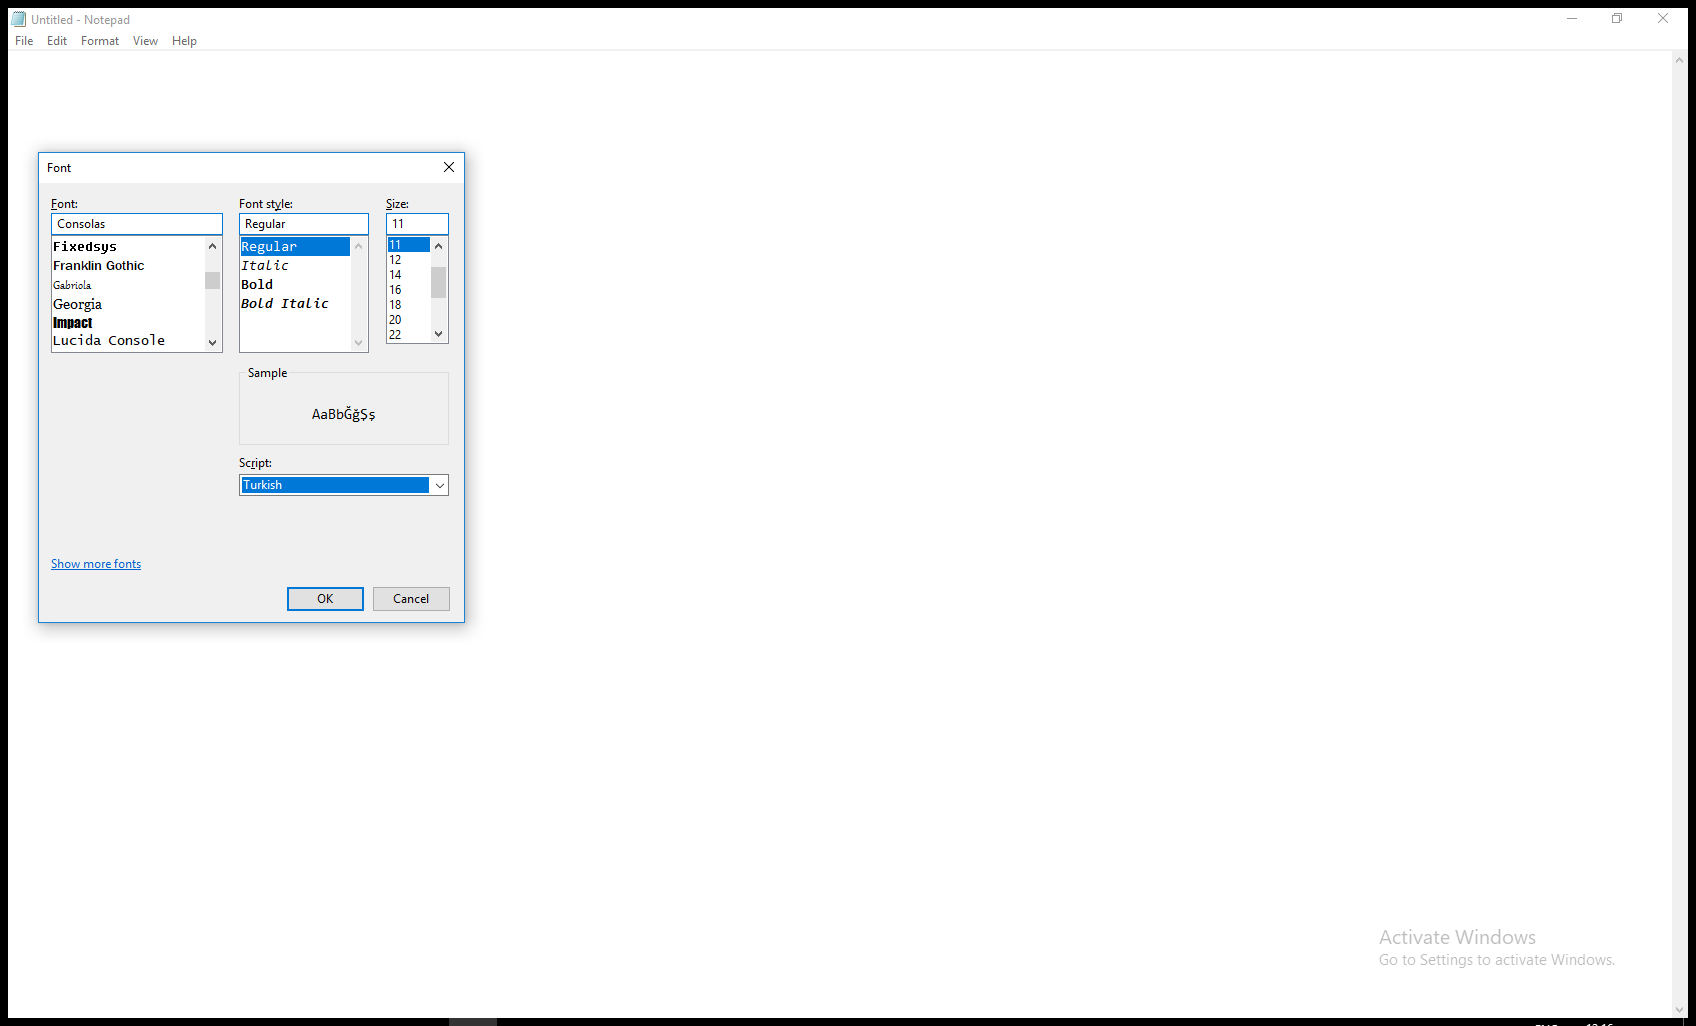 Untitled - Notepad
File Edit Format View Help
Font
Font: Font style: Size:
Consolas Regular 11
Fixedsys
Franklin Gothic
Gabriola
Georgia
Impact
Lucida Console
Regular
Italic
Bold
Bold Italic
11
12
14
16
18
20
22
Sample
AaBbĞğŞş
Script:
Turkish
Show more fonts
OK Cancel
Activate Windows
Go to Settings to activate Windows.